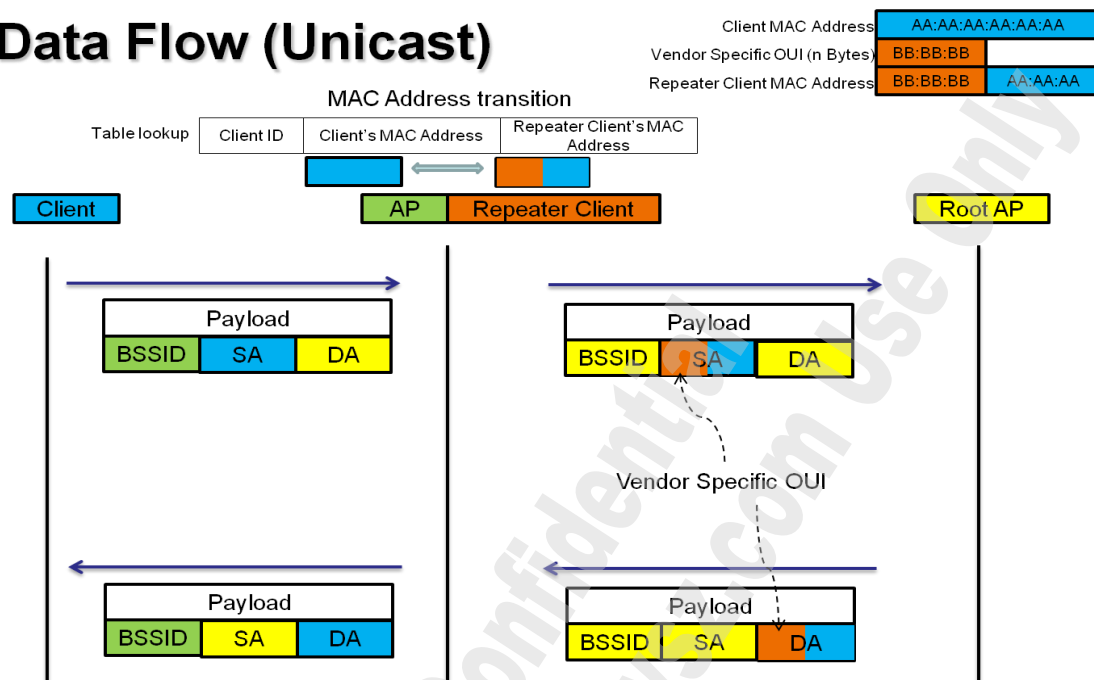 Data Flow (Unicast)
Client MAC Address AA:AA:AA:AA:AA:AA
Vendor Specific OUI (n Bytes) BB:BB:BB
Repeater Client MAC Address BB:BB:BB AA:AA:AA
MAC Address transition
Table lookup Client ID Client's MAC Address Repeater Client's MAC
Address
Client AP Repeater Client Root AP
Payload
BSSID SA DA
Payload
BSSID SA DA
Vendor Specific OUI
Payload
BSSID SA DA
Payload
BSSID SA DA
Confidential
.com Use Only